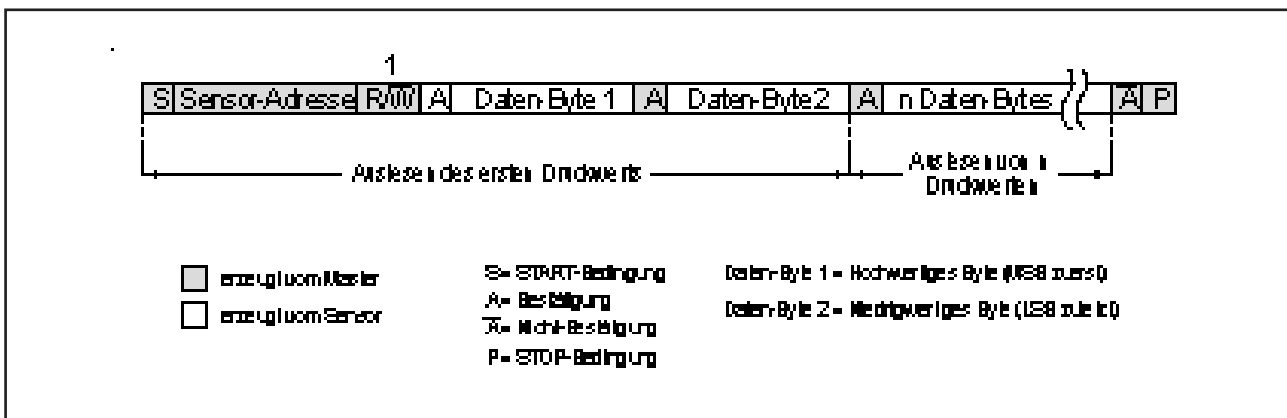 1
S Sensor-Adresse R/W̅ A Daten-Byte 1 A Daten-Byte2 A n Daten-Bytes A̅ P
Auslesen des ersten Druckwerts
Auslesen von n
Druckwerten
erzeugt vom Master
erzeugt vom Sensor
S= START-Bedingung
A= Bestätigung
A̅= Nicht-Bestätigung
P= STOP-Bedingung
Daten-Byte 1 = Hochwertiges Byte (MSB zuerst)
Daten-Byte 2 = Niedrigwertiges Byte (LSB zuletzt)